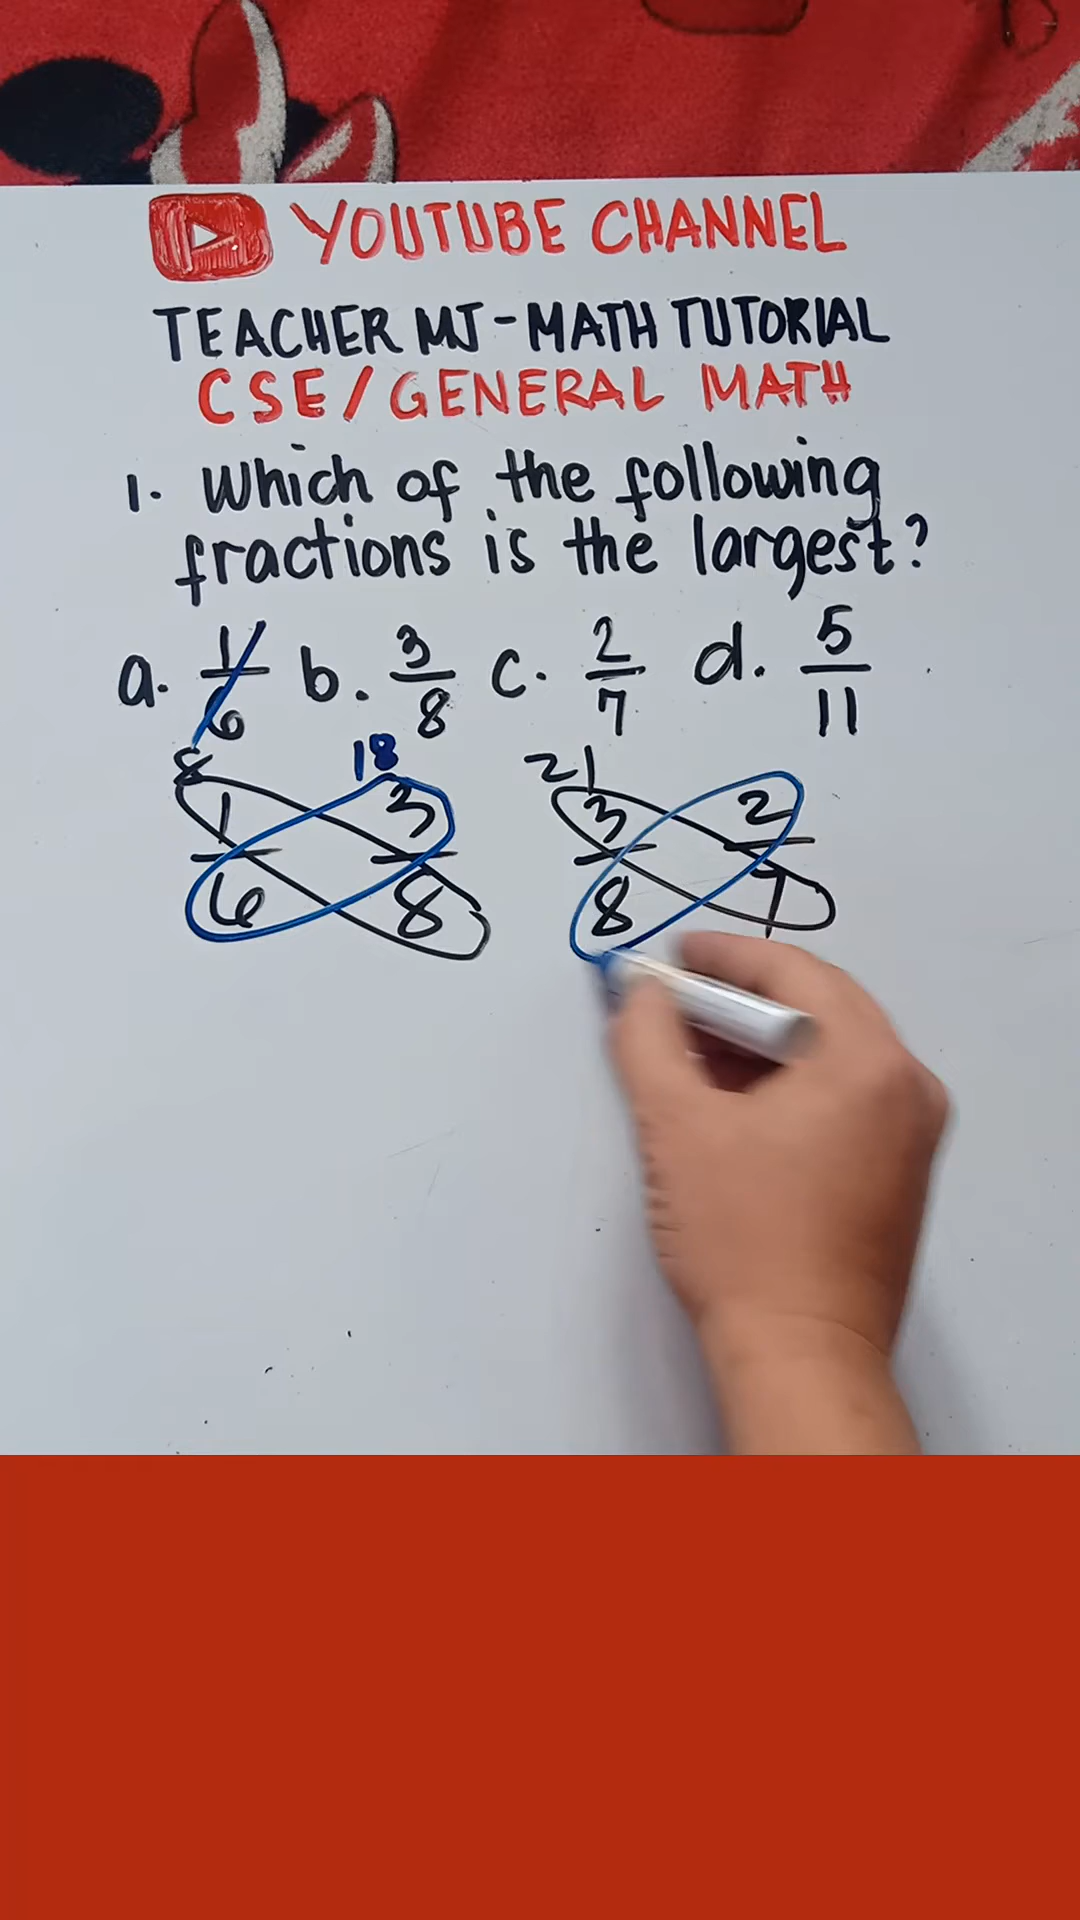 YOUTUBE CHANNEL
TEACHER MJ - MATH TUTORIAL
CSE / GENERAL MATH
1. Which of the following
fractions is the largest?
a. 1/6 b. 3/8 c. 2/7 d. 5/11
8 18 21
1/6 3/8 3/8 2/7